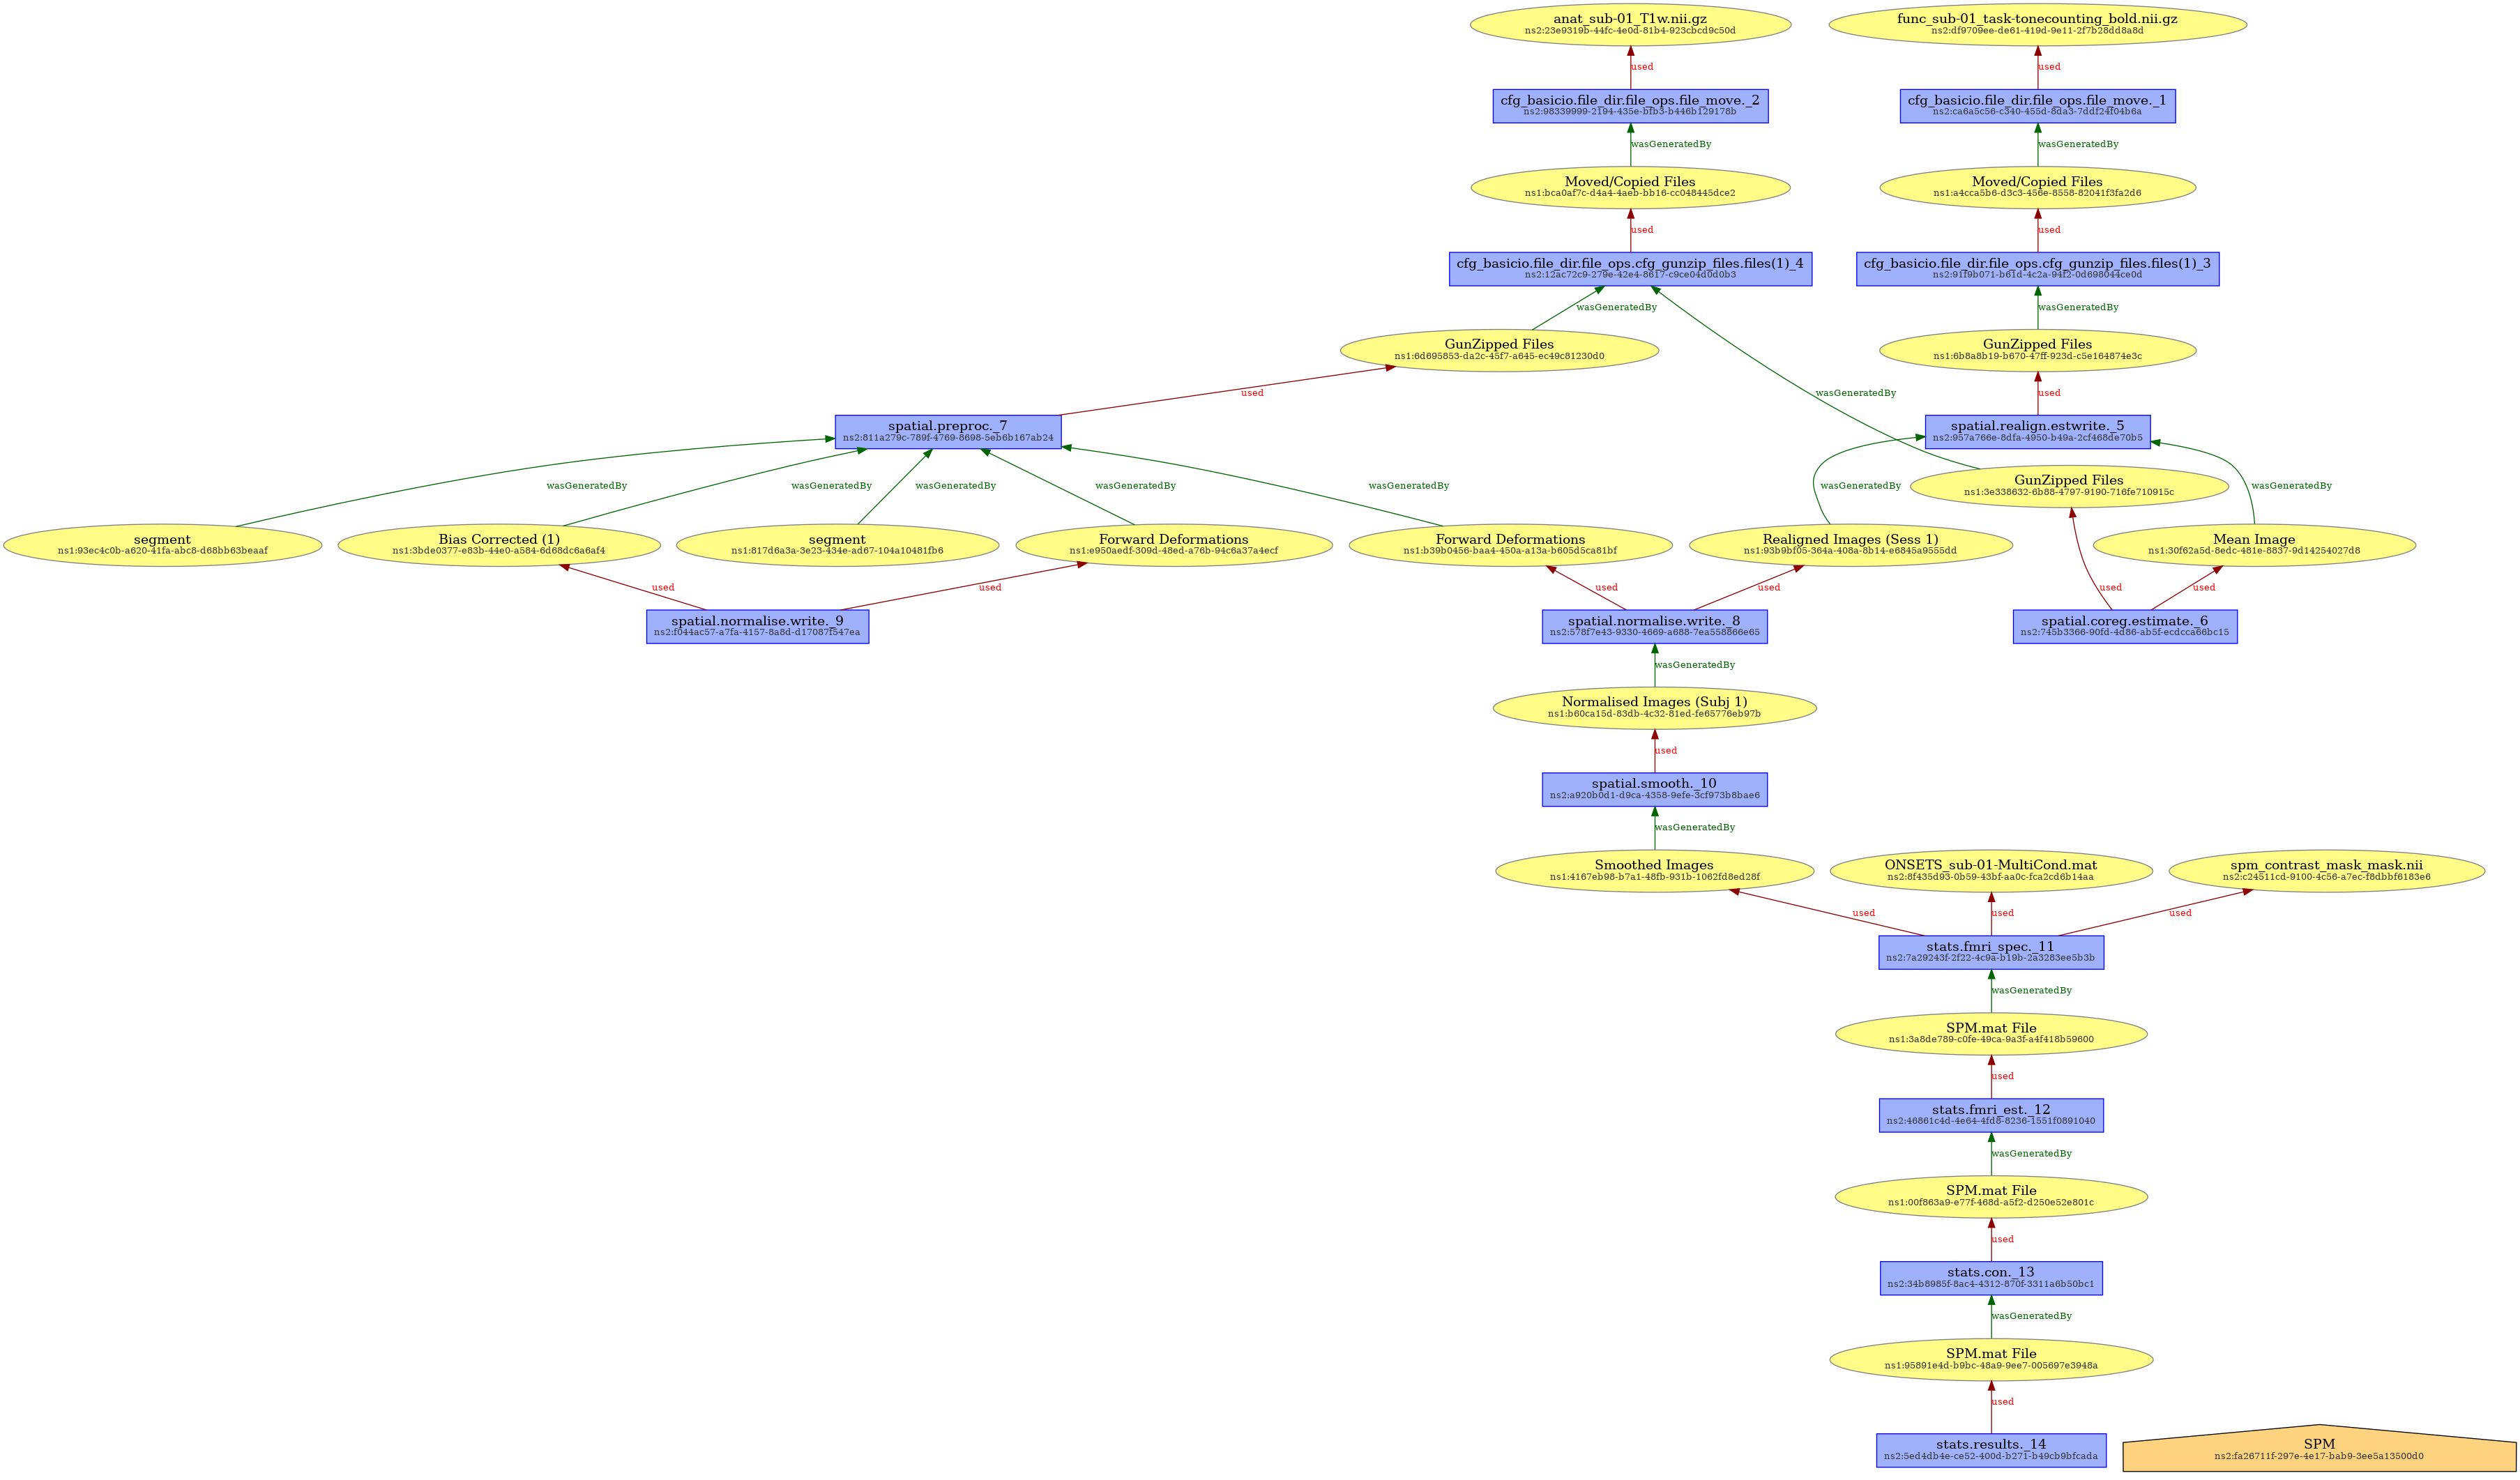 anat_sub-01_T1w.nii.gz
ns2:23e9319b-44fc-4e0d-81b4-923cbcd9c50d
func_sub-01_task-tonecounting_bold.nii.gz
ns2:df9709ee-de61-419d-9e11-2f7b28dd8a8d
used
used
cfg_basicio.file_dir.file_ops.file_move._2
ns2:98339999-2194-435e-bfb3-b446b129178b
cfg_basicio.file_dir.file_ops.file_move._1
ns2:ca6a5c56-c340-455d-8da3-7ddf24f04b6a
wasGeneratedBy
wasGeneratedBy
Moved/Copied Files
ns1:bca0af7c-d4a4-4aeb-bb16-cc048445dce2
Moved/Copied Files
ns1:a4cca5b6-d3c3-456e-8558-82041f3fa2d6
used
used
cfg_basicio.file_dir.file_ops.cfg_gunzip_files.files(1)_4
ns2:12ac72c9-279e-42e4-8617-c9ce04d0d0b3
cfg_basicio.file_dir.file_ops.cfg_gunzip_files.files(1)_3
ns2:91f9b071-b61d-4c2a-94f2-0d698044ce0d
wasGeneratedBy
wasGeneratedBy
GunZipped Files
ns1:6d695853-da2c-45f7-a645-ec49c81230d0
GunZipped Files
ns1:6b8a8b19-b670-47ff-923d-c5e164874e3c
used
wasGeneratedBy
used
spatial.preproc._7
ns2:811a279c-789f-4769-8698-5eb6b167ab24
spatial.realign.estwrite._5
ns2:957a766e-8dfa-4950-b49a-2cf468de70b5
wasGeneratedBy
wasGeneratedBy
wasGeneratedBy
wasGeneratedBy
wasGeneratedBy
wasGeneratedBy
GunZipped Files
ns1:3e338632-6b88-4797-9190-716fe710915c
wasGeneratedBy
segment
ns1:93ec4c0b-a620-41fa-abc8-d68bb63beaaf
Bias Corrected (1)
ns1:3bde0377-e83b-44e0-a584-6d68dc6a6af4
segment
ns1:817d6a3a-3e23-434e-ad67-104a10481fb6
Forward Deformations
ns1:e950aedf-309d-48ed-a76b-94c6a37a4ecf
Forward Deformations
ns1:b39b0456-baa4-450a-a13a-b605d5ca81bf
Realigned Images (Sess 1)
ns1:93b9bf05-364a-408a-8b14-e6845a9555dd
Mean Image
ns1:30f62a5d-8edc-481e-8837-9d14254027d8
used
used
used
used
used
used
spatial.normalise.write._9
ns2:f044ac57-a7fa-4157-8a8d-d17087f547ea
spatial.normalise.write._8
ns2:578f7e43-9330-4669-a688-7ea558866e65
spatial.coreg.estimate._6
ns2:745b3366-90fd-4d86-ab5f-ecdcca66bc15
wasGeneratedBy
Normalised Images (Subj 1)
ns1:b60ca15d-83db-4c32-81ed-fe65776eb97b
used
spatial.smooth._10
ns2:a920b0d1-d9ca-4358-9efe-3cf973b8bae6
wasGeneratedBy
Smoothed Images
ns1:4167eb98-b7a1-48fb-931b-1062fd8ed28f
ONSETS_sub-01-MultiCond.mat
ns2:8f435d93-0b59-43bf-aa0c-fca2cd6b14aa
spm_contrast_mask_mask.nii
ns2:c24511cd-9100-4c56-a7ec-f8dbbf6183e6
used
used
used
stats.fmri_spec._11
ns2:7a29243f-2f22-4c9a-b19b-2a3283ee5b3b
wasGeneratedBy
SPM.mat File
ns1:3a8de789-c0fe-49ca-9a3f-a4f418b59600
used
stats.fmri_est._12
ns2:46861c4d-4e64-4fd8-8236-1551f0891040
wasGeneratedBy
SPM.mat File
ns1:00f863a9-e77f-468d-a5f2-d250e52e801c
used
stats.con._13
ns2:34b8985f-8ac4-4312-870f-3311a6b50bc1
wasGeneratedBy
SPM.mat File
ns1:95891e4d-b9bc-48a9-9ee7-005697e3948a
used
stats.results._14
ns2:5ed4db4e-ce52-400d-b271-b49cb9bfcada
SPM
ns2:fa26711f-297e-4e17-bab9-3ee5a13500d0